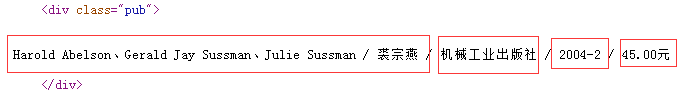 <div class="pub">
Harold Abelson、Gerald Jay Sussman、Julie Sussman / 裘宗燕 / 机械工业出版社 / 2004-2 / 45.00元
</div>